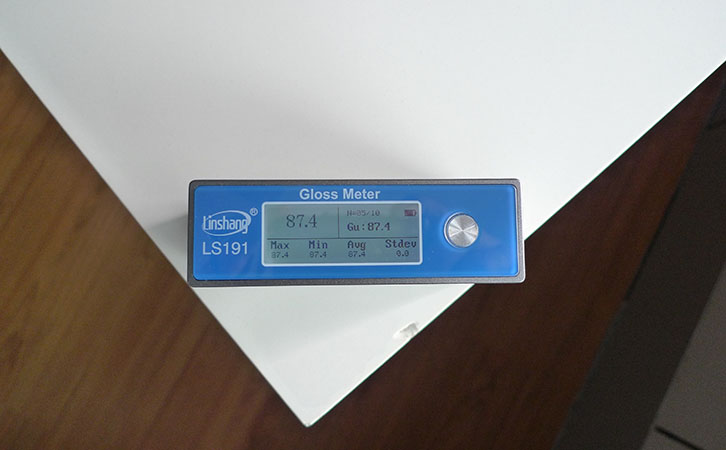 Gloss Meter
Linshang®
LS191
87.4
Gu:87.4
Max Min Avg Stdev
87.4 87.4 87.4 0.0